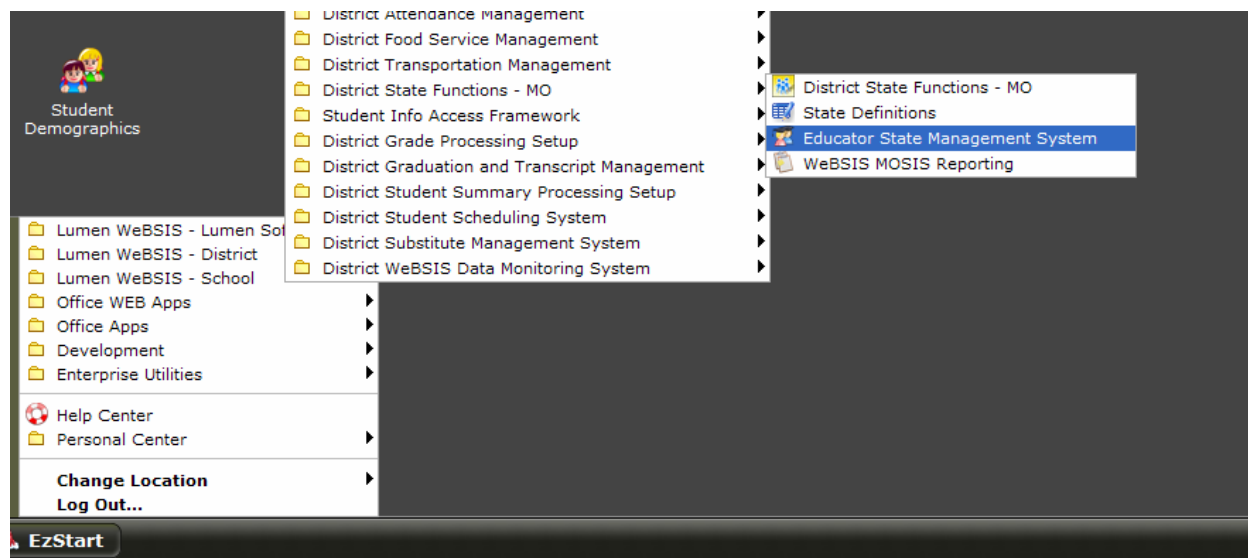 Student
Demographics
District Attendance Management
District Food Service Management
District Transportation Management
District State Functions - MO
Student Info Access Framework
District Grade Processing Setup
District Graduation and Transcript Management
District Student Summary Processing Setup
District Student Scheduling System
District Substitute Management System
District WeBSIS Data Monitoring System
District State Functions - MO
State Definitions
Educator State Management System
WeBSIS MOSIS Reporting
Lumen WeBSIS - Lumen Sof
Lumen WeBSIS - District
Lumen WeBSIS - School
Office WEB Apps
Office Apps
Development
Enterprise Utilities
Help Center
Personal Center
Change Location
Log Out...
EzStart